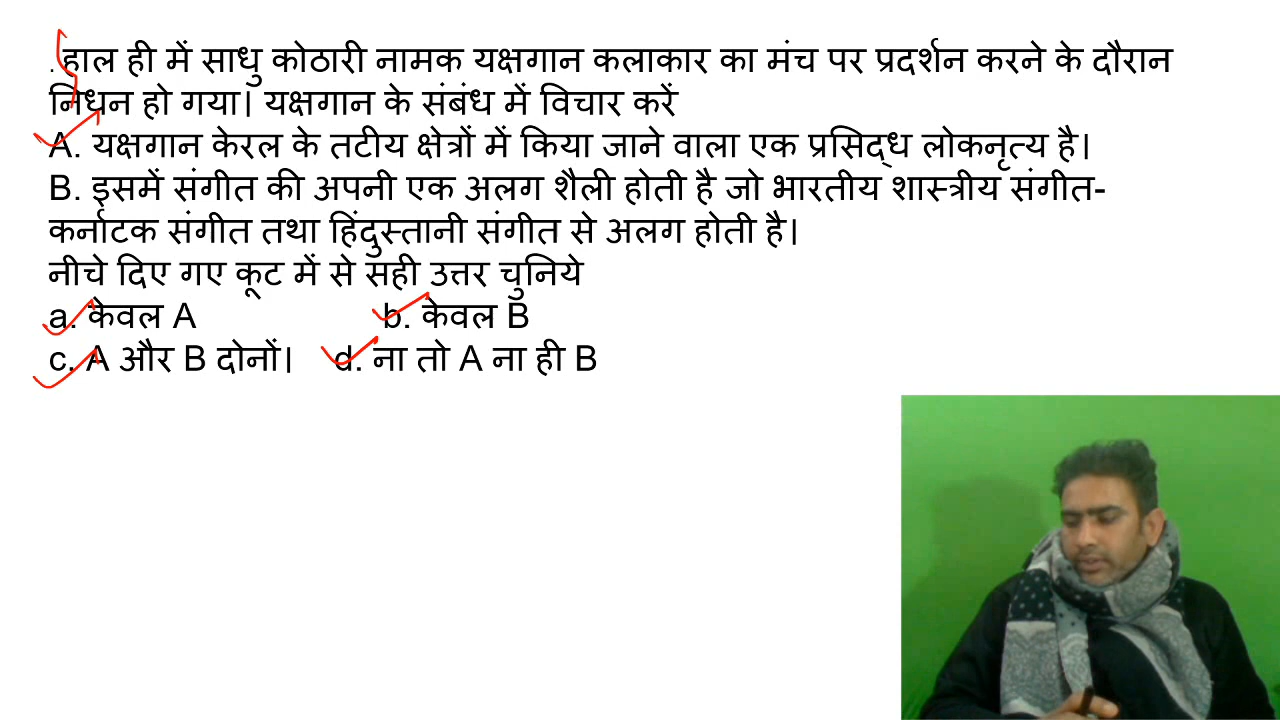 . हाल ही में साधु कोठारी नामक यक्षगान कलाकार का मंच पर प्रदर्शन करने के दौरान
निधन हो गया। यक्षगान के संबंध में विचार करें
A. यक्षगान केरल के तटीय क्षेत्रों में किया जाने वाला एक प्रसिद्ध लोकनृत्य है।
B. इसमें संगीत की अपनी एक अलग शैली होती है जो भारतीय शास्त्रीय संगीत-
कर्नाटक संगीत तथा हिंदुस्तानी संगीत से अलग होती है।
नीचे दिए गए कूट में से सही उत्तर चुनिये
a. केवल A b. केवल B
c. A और B दोनों। d. ना तो A ना ही B